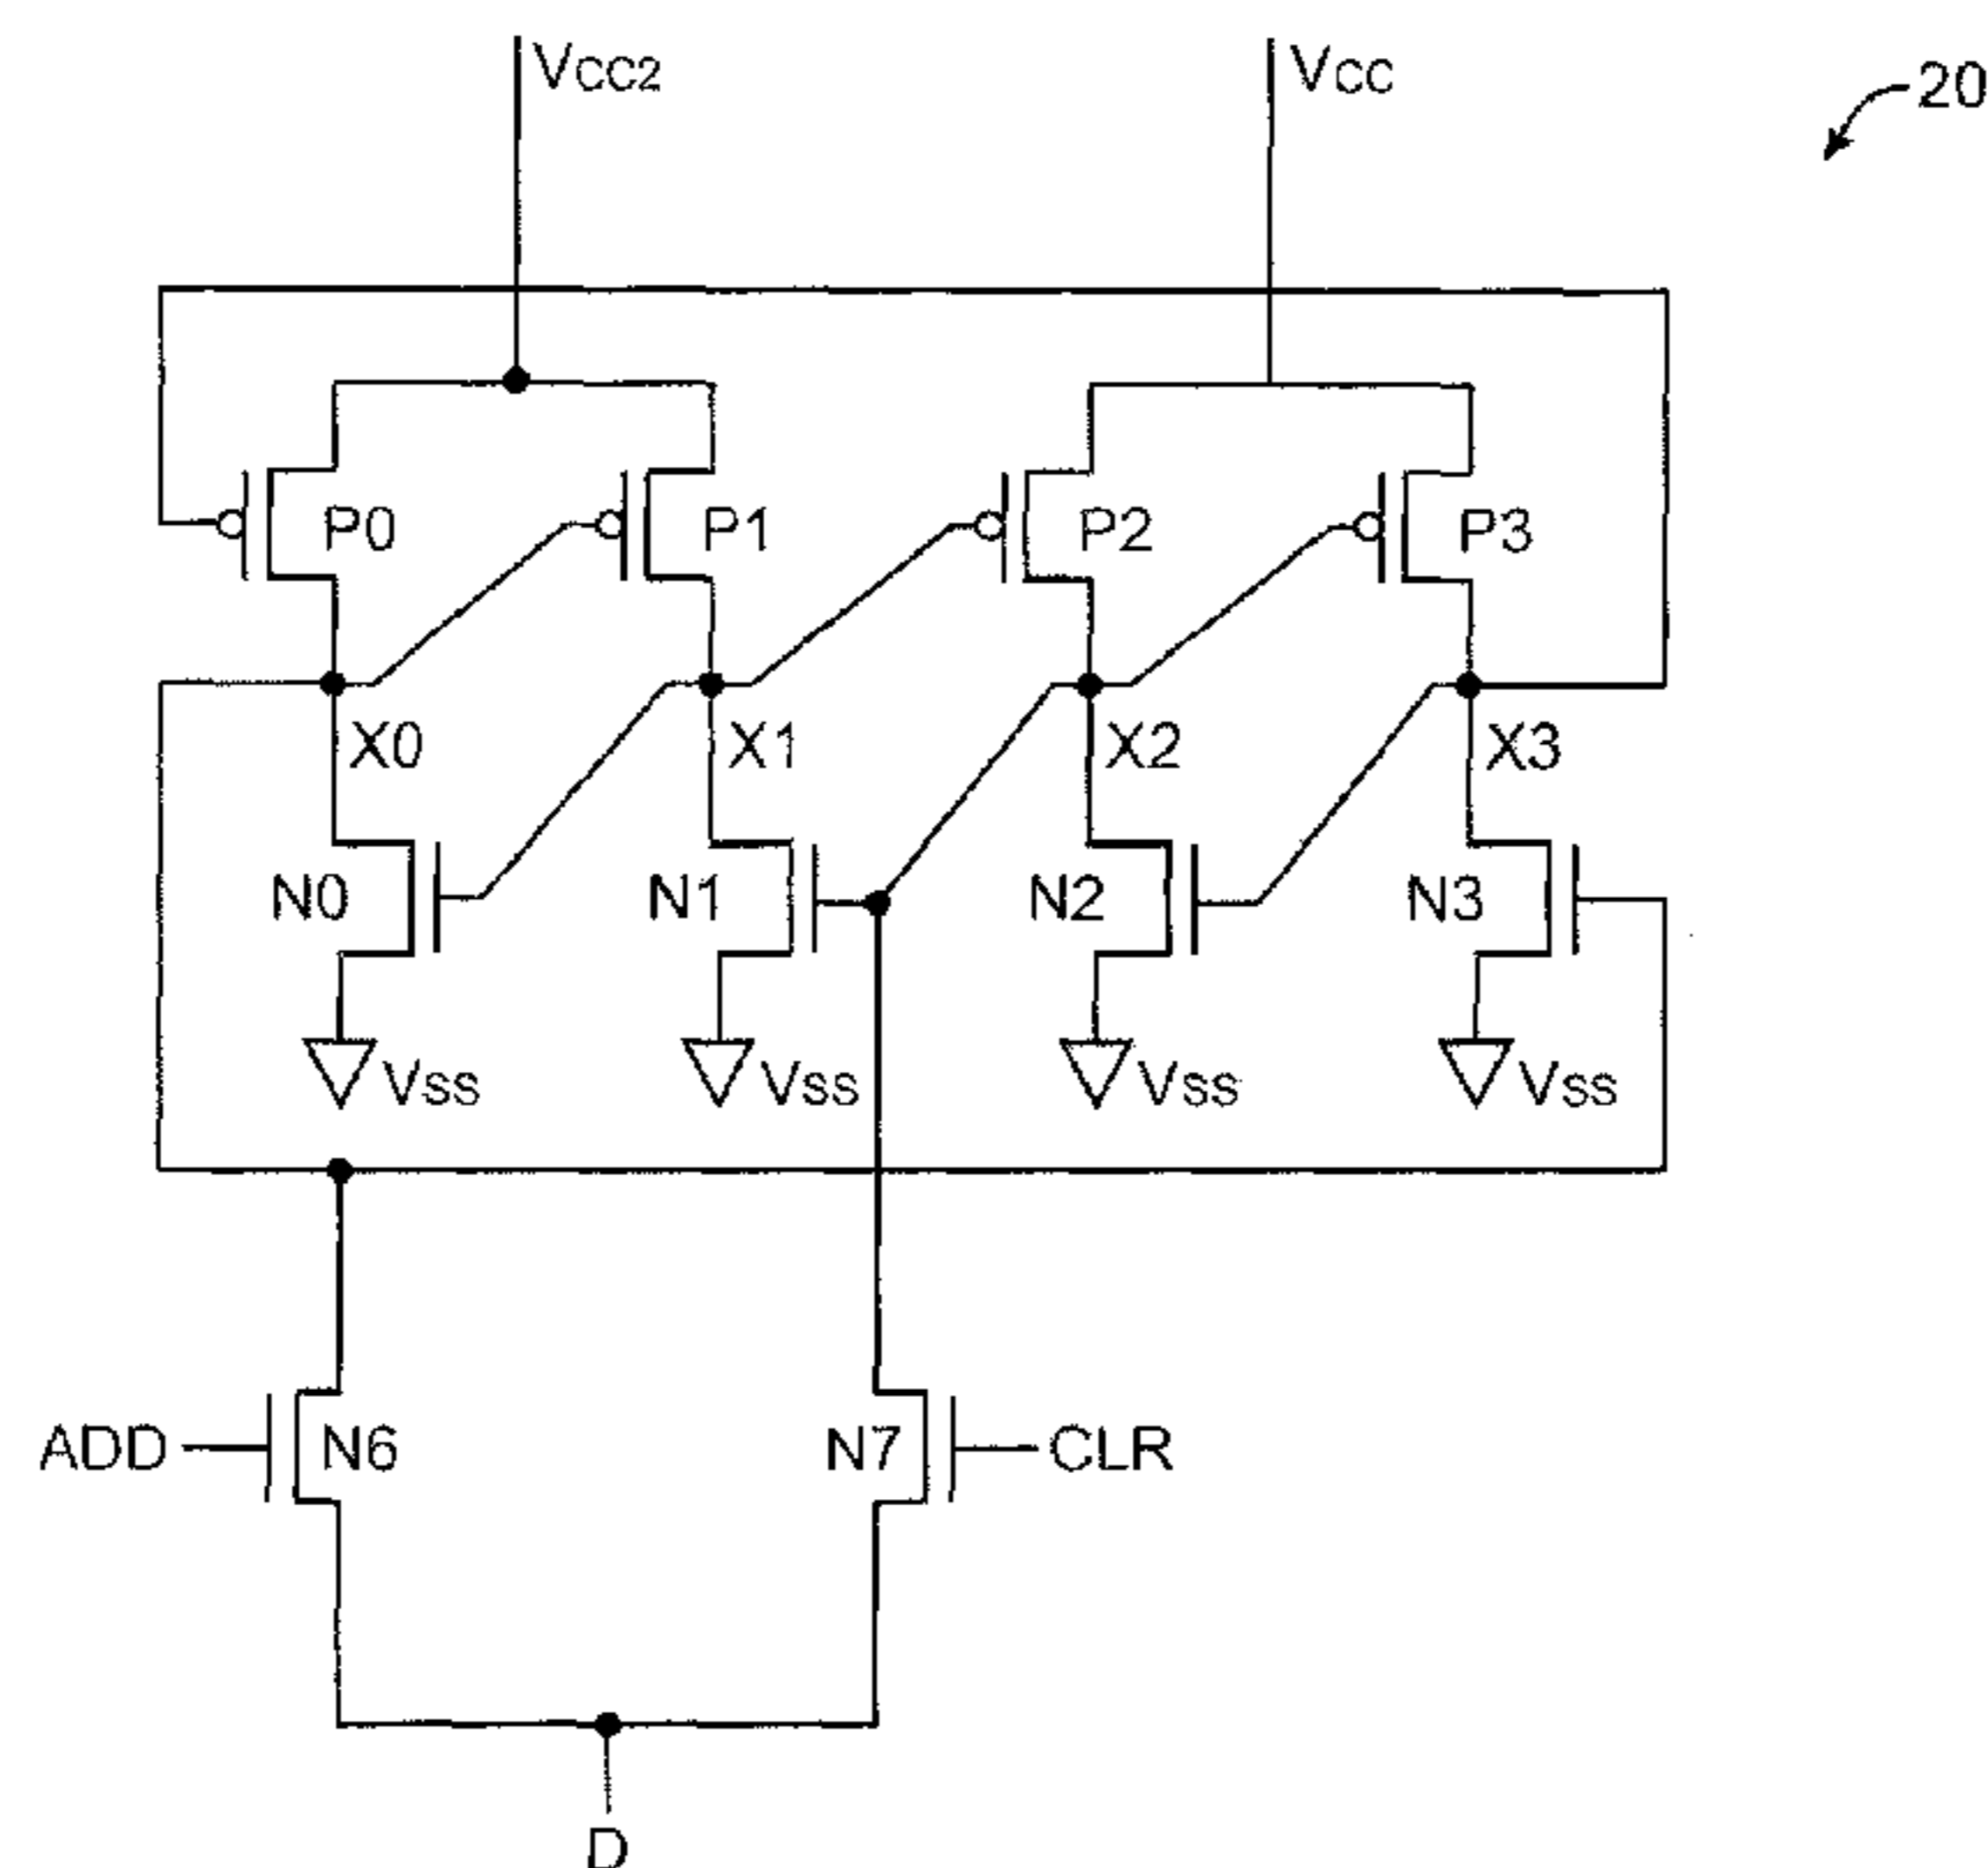 VCC2 VCC 20
P0 P1 P2 P3
X0 X1 X2 X3
N0 N1 N2 N3
VSS VSS VSS VSS
ADD N6 N7 CLR
D